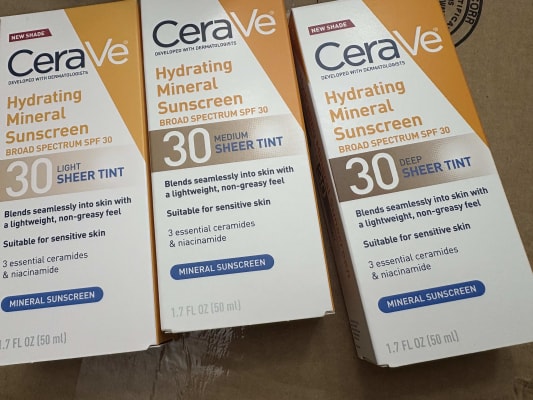 NEW SHADE
CeraVe
DEVELOPED WITH DERMATOLOGISTS
Hydrating
Mineral
Sunscreen
BROAD SPECTRUM SPF 30
30 LIGHT
SHEER TINT
Blends seamlessly into skin with
a lightweight, non-greasy feel
Suitable for sensitive skin
3 essential ceramides
& niacinamide
MINERAL SUNSCREEN
1.7 FL OZ (50 ml)
CeraVe
DEVELOPED WITH DERMATOLOGISTS
Hydrating
Mineral
Sunscreen
BROAD SPECTRUM SPF 30
30 MEDIUM
SHEER TINT
Blends seamlessly into skin with
a lightweight, non-greasy feel
Suitable for sensitive skin
3 essential ceramides
& niacinamide
MINERAL SUNSCREEN
1.7 FL OZ (50 ml)
NEW SHADE
CeraVe
DEVELOPED WITH DERMATOLOGISTS
Hydrating
Mineral
Sunscreen
BROAD SPECTRUM SPF 30
30 DEEP
SHEER TINT
Blends seamlessly into skin with
a lightweight, non-greasy feel
Suitable for sensitive skin
3 essential ceramides
& niacinamide
MINERAL SUNSCREEN
1.7 FL OZ (50 ml)